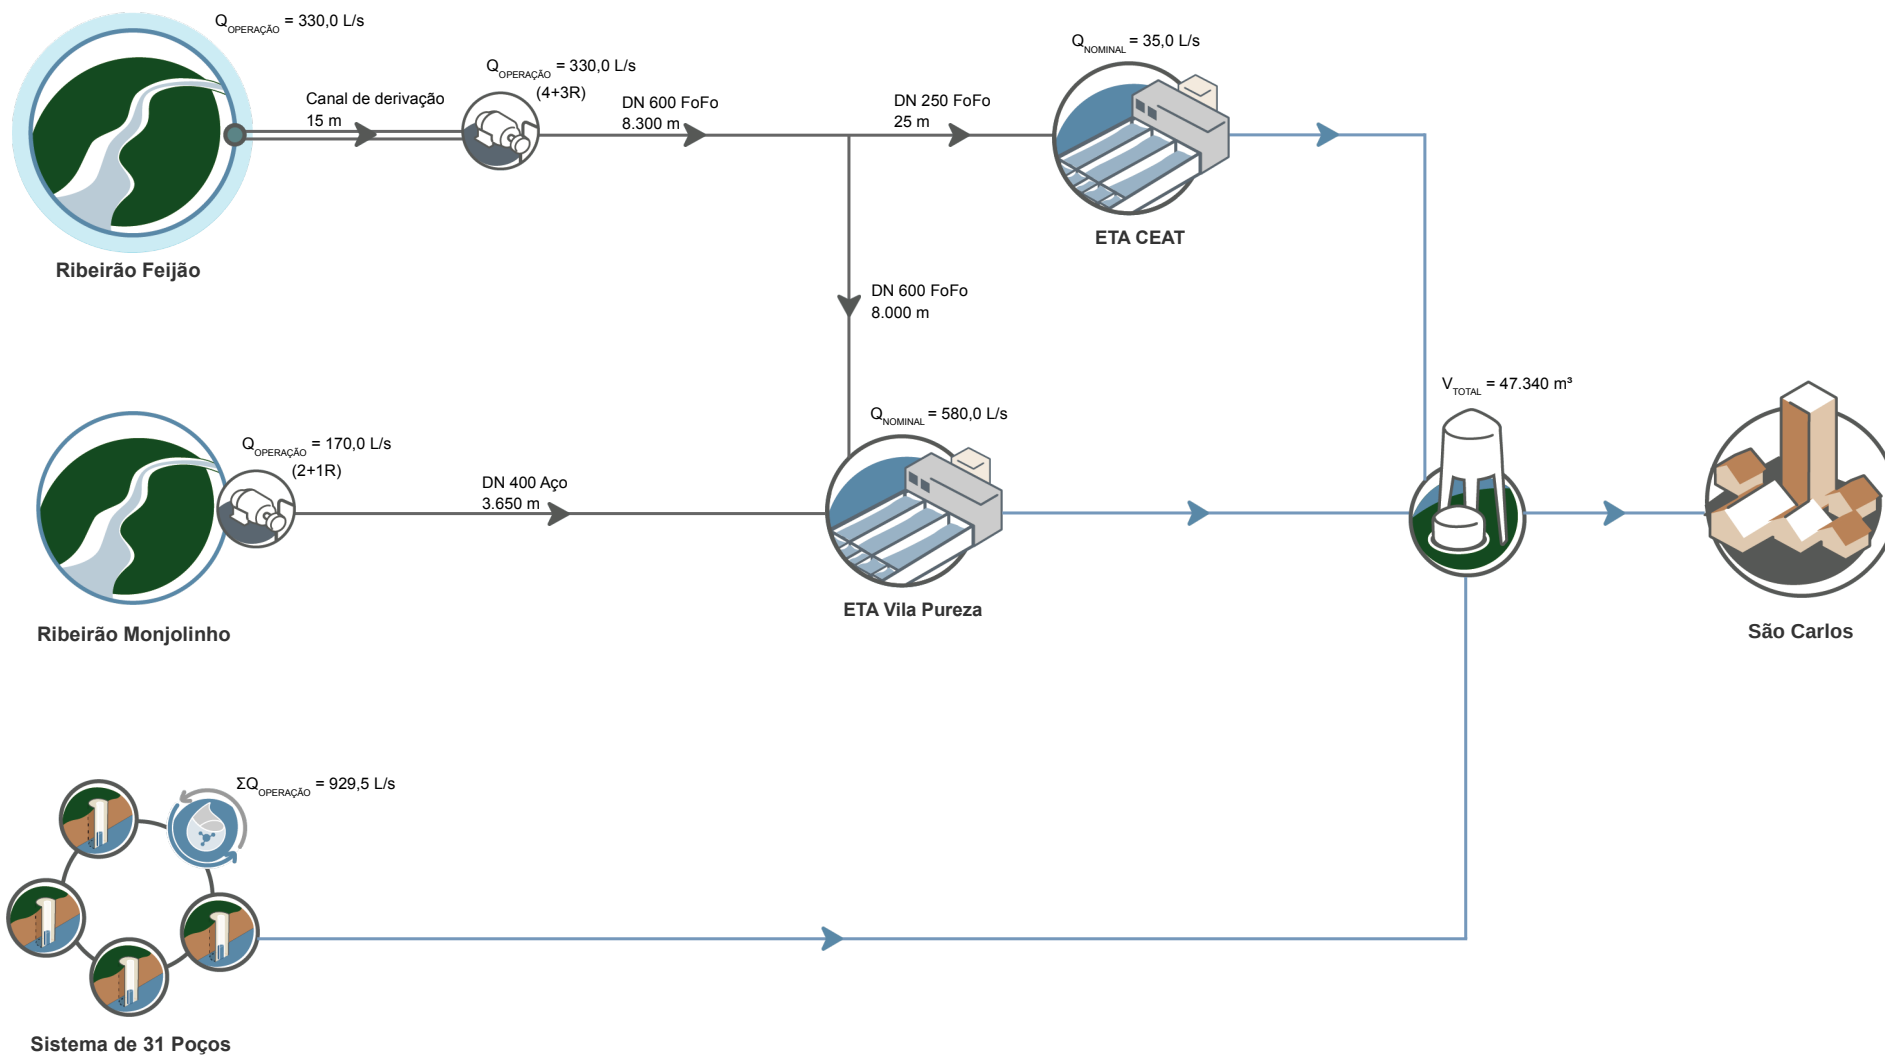 QOPERAÇÃO = 330,0 L/s
Canal de derivação
15 m
QOPERAÇÃO = 330,0 L/s
(4+3R)
DN 600 FoFo
8.300 m
DN 250 FoFo
25 m
QNOMINAL = 35,0 L/s
ETA CEAT
Ribeirão Feijão
DN 600 FoFo
8.000 m
QOPERAÇÃO = 170,0 L/s
(2+1R)
DN 400 Aço
3.650 m
QNOMINAL = 580,0 L/s
ETA Vila Pureza
VTOTAL = 47.340 m³
São Carlos
Ribeirão Monjolinho
ΣQOPERAÇÃO = 929,5 L/s
Sistema de 31 Poços